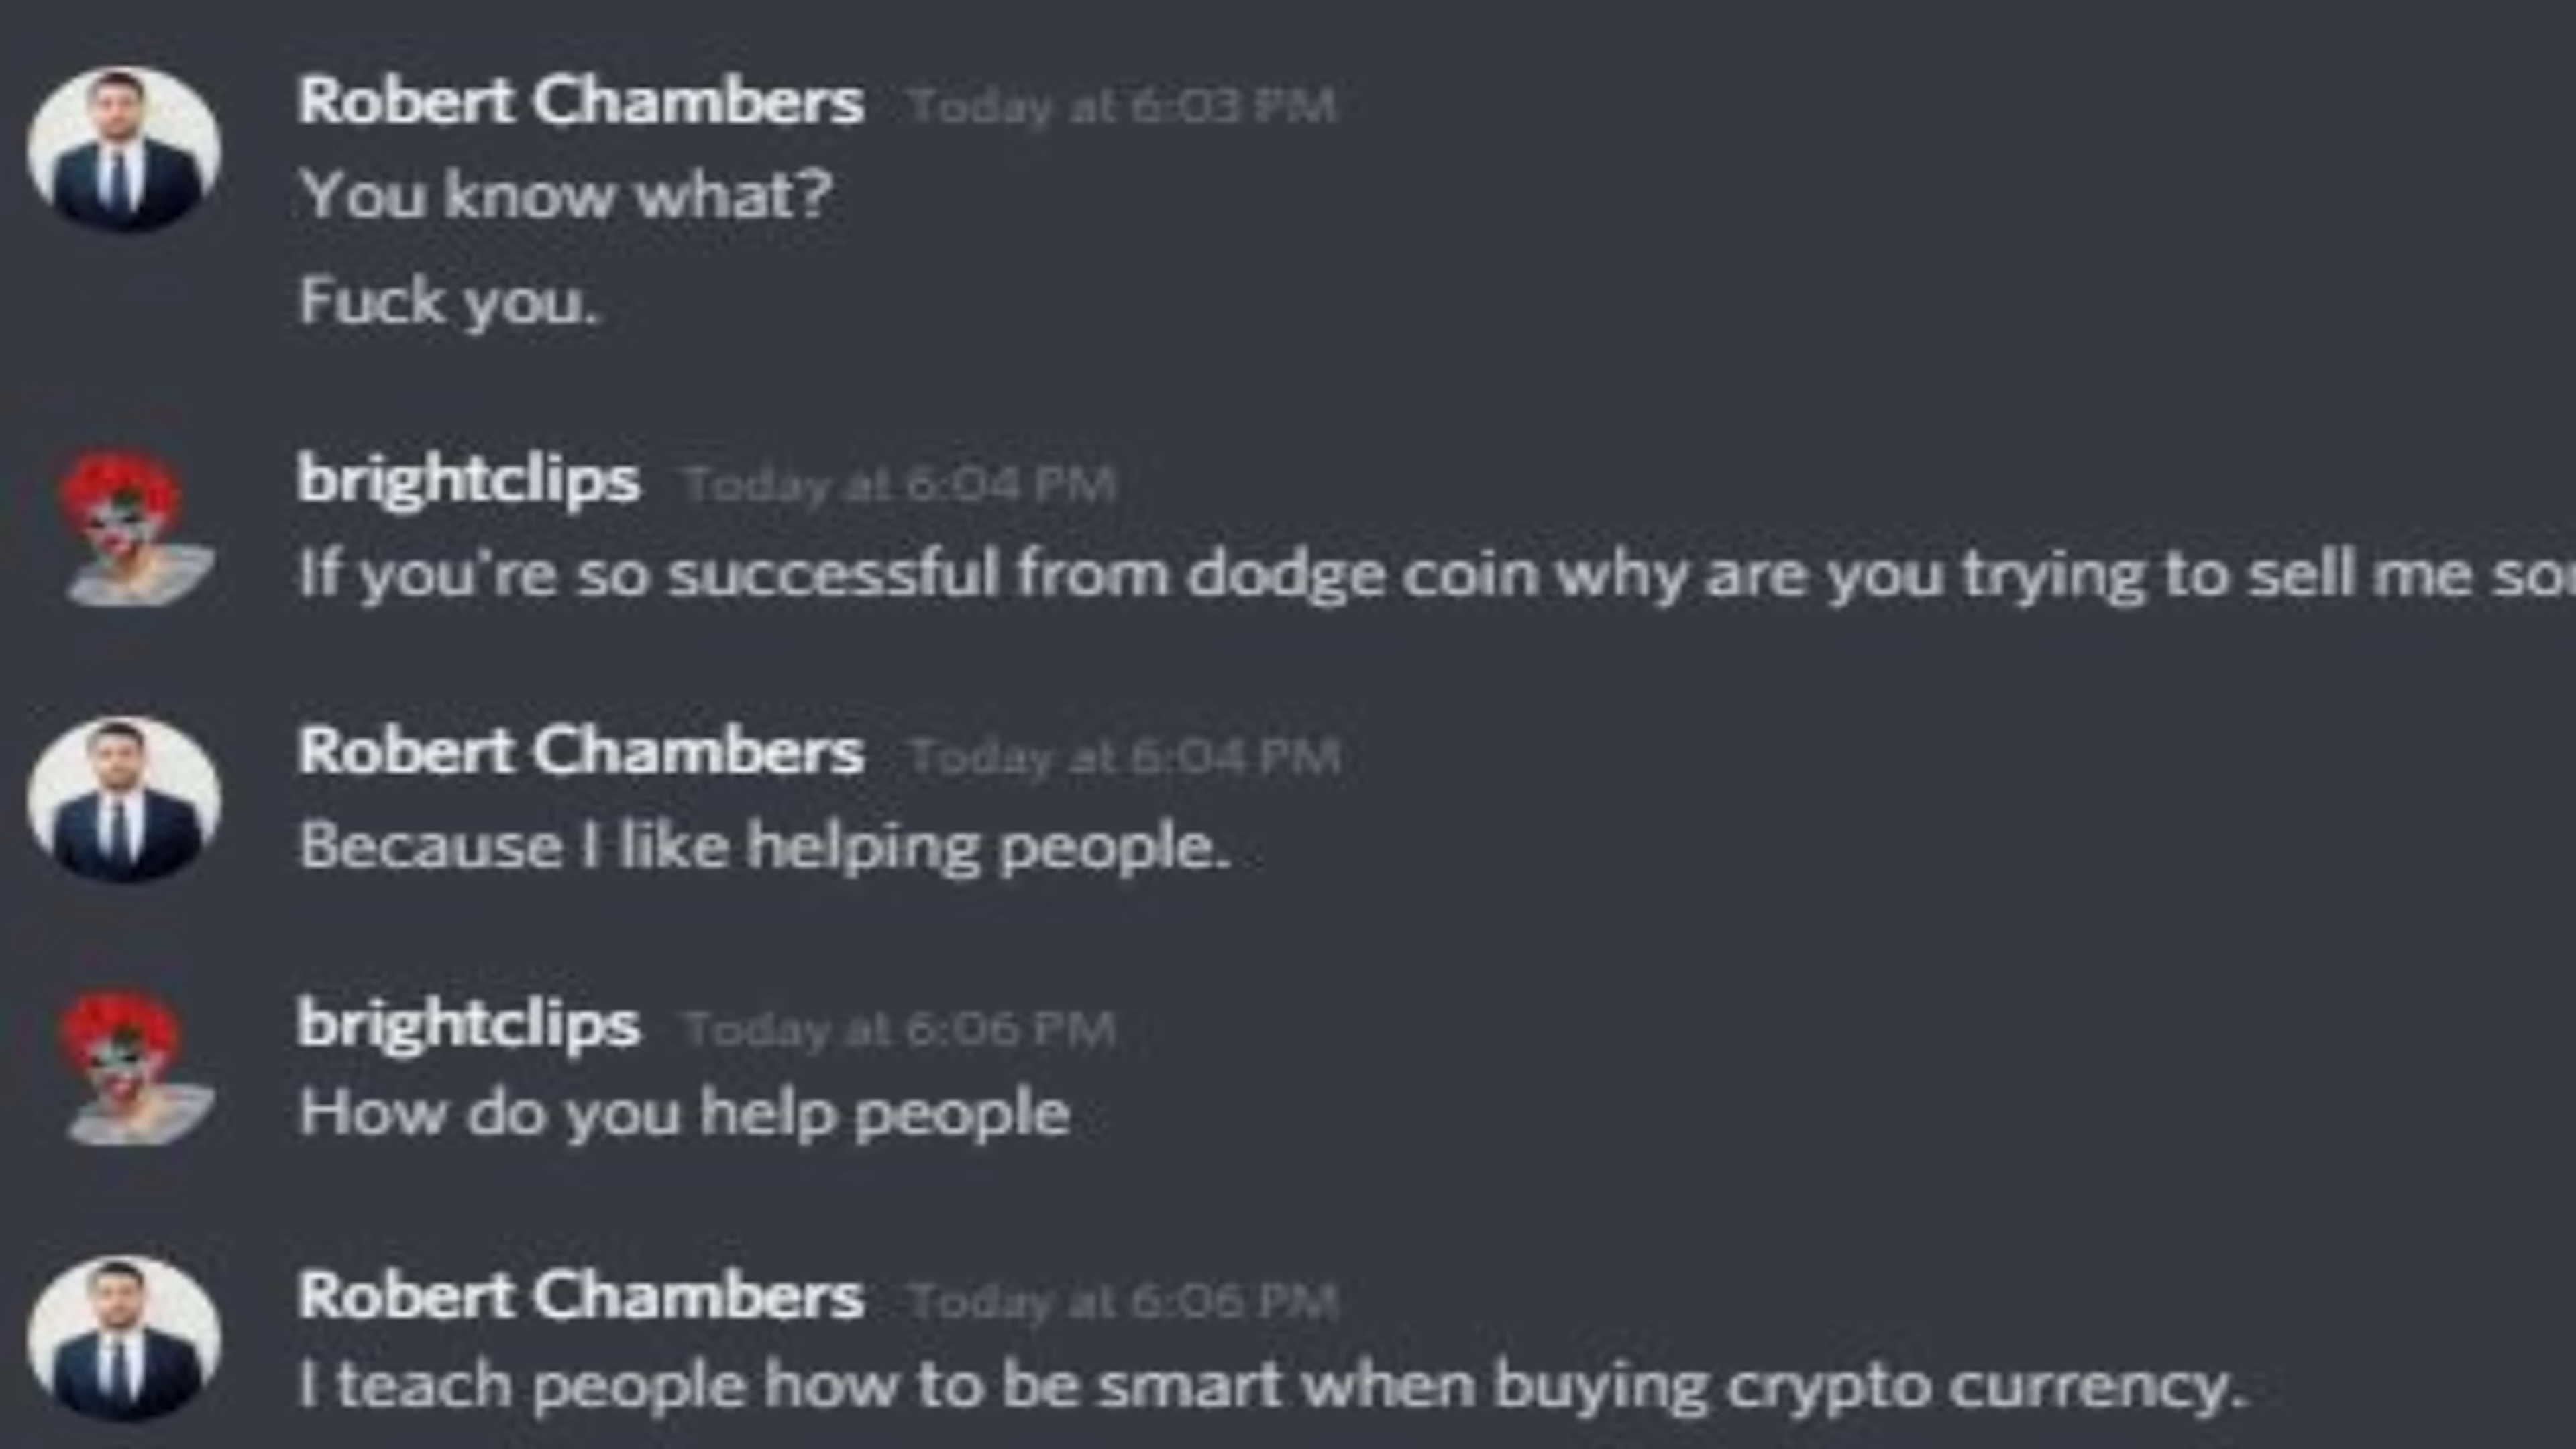 Robert Chambers Today at 6:03 PM
You know what?
Fuck you.
brightclips Today at 6:04 PM
If you're so successful from dodge coin why are you trying to sell me
Robert Chambers Today at 6:04 PM
Because I like helping people.
brightclips Today at 6:06 PM
How do you help people
Robert Chambers Today at 6:06 PM
I teach people how to be smart when buying crypto currency.